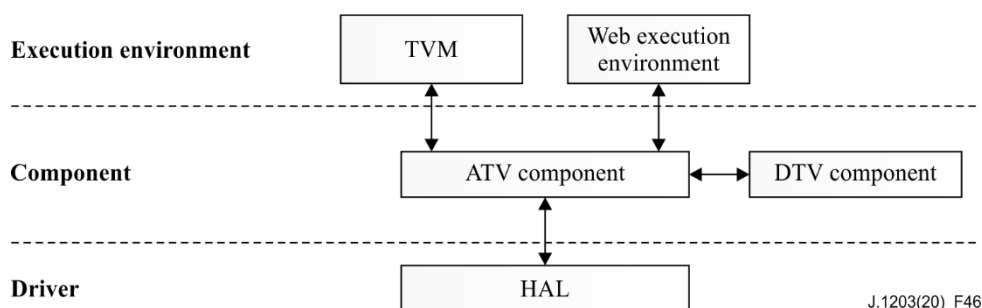 Execution environment
TVM
Web execution
environment
Component
ATV component
DTV component
Driver
HAL
J.1203(20)_F46